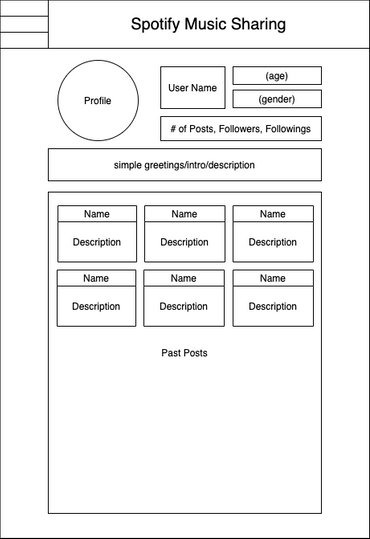 Spotify Music Sharing
Profile
User Name
(age)
(gender)
# of Posts, Followers, Followings
simple greetings/intro/description
Name
Name
Name
Description
Description
Description
Name
Name
Name
Description
Description
Description
Past Posts